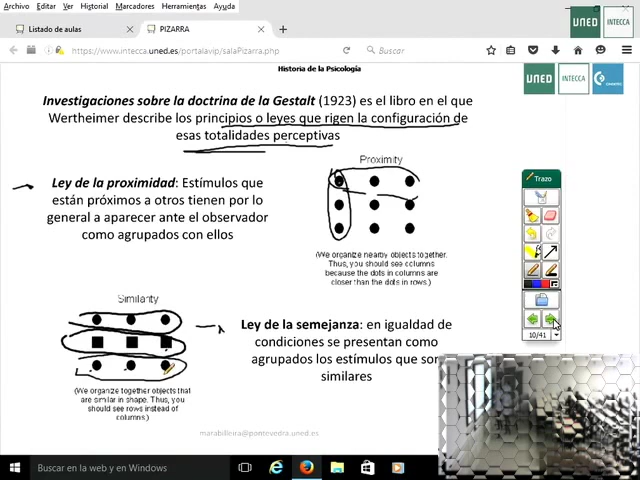 Archivo Editar Ver Historial Marcadores Herramientas Ayuda
Listado de aulas
PIZARRA
https://www.intecca.uned.es/portalavip/salaPizarra.php
Buscar
UNED
INTECCA
Historia de la Psicología
UNED
INTECCA
Investigaciones sobre la doctrina de la Gestalt (1923) es el libro en el que
Wertheimer describe los principios o leyes que rigen la configuración de
esas totalidades perceptivas
Proximity
Ley de la proximidad: Estímulos que
están próximos a otros tienen por lo
general a aparecer ante el observador
como agrupados con ellos
Trazo
(We organize nearby objects together.
Thus, you should see columns
because the dots in columns are
closer than the dots in rows.)
Similarity
Ley de la semejanza: en igualdad de
condiciones se presentan como
agrupados los estímulos que son
similares
10/41
(We organize together objects that
are similar in shape. Thus, you
should see rows instead of
columns.)
marabilleira@pontevedra.uned.es
Buscar en la web y en Windows